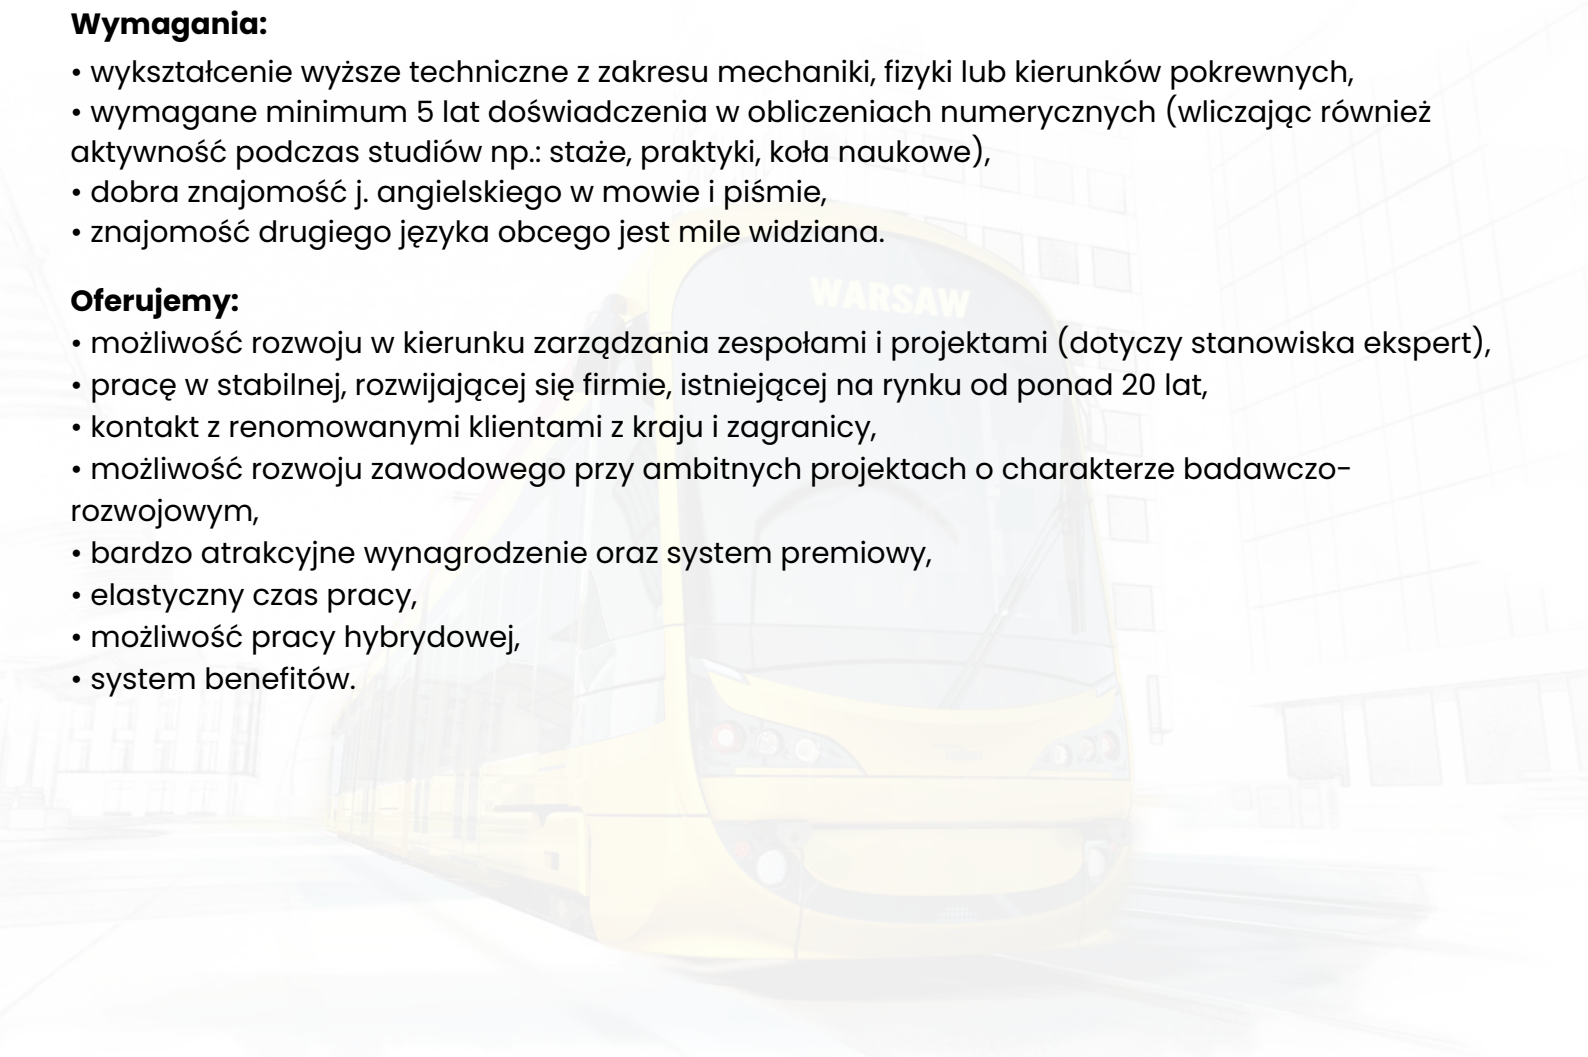 Wymagania:
• wykształcenie wyższe techniczne z zakresu mechaniki, fizyki lub kierunków pokrewnych,
• wymagane minimum 5 lat doświadczenia w obliczeniach numerycznych (wliczając również
aktywność podczas studiów np.: staże, praktyki, koła naukowe),
• dobra znajomość j. angielskiego w mowie i piśmie,
• znajomość drugiego języka obcego jest mile widziana.
Oferujemy:
WARSAW
• możliwość rozwoju w kierunku zarządzania zespołami i projektami (dotyczy stanowiska ekspert),
• pracę w stabilnej, rozwijającej się firmie, istniejącej na rynku od ponad 20 lat,
• kontakt z renomowanymi klientami z kraju i zagranicy,
• możliwość rozwoju zawodowego przy ambitnych projektach o charakterze badawczo-
rozwojowym,
• bardzo atrakcyjne wynagrodzenie oraz system premiowy,
• elastyczny czas pracy,
• możliwość pracy hybrydowej,
• system benefitów.